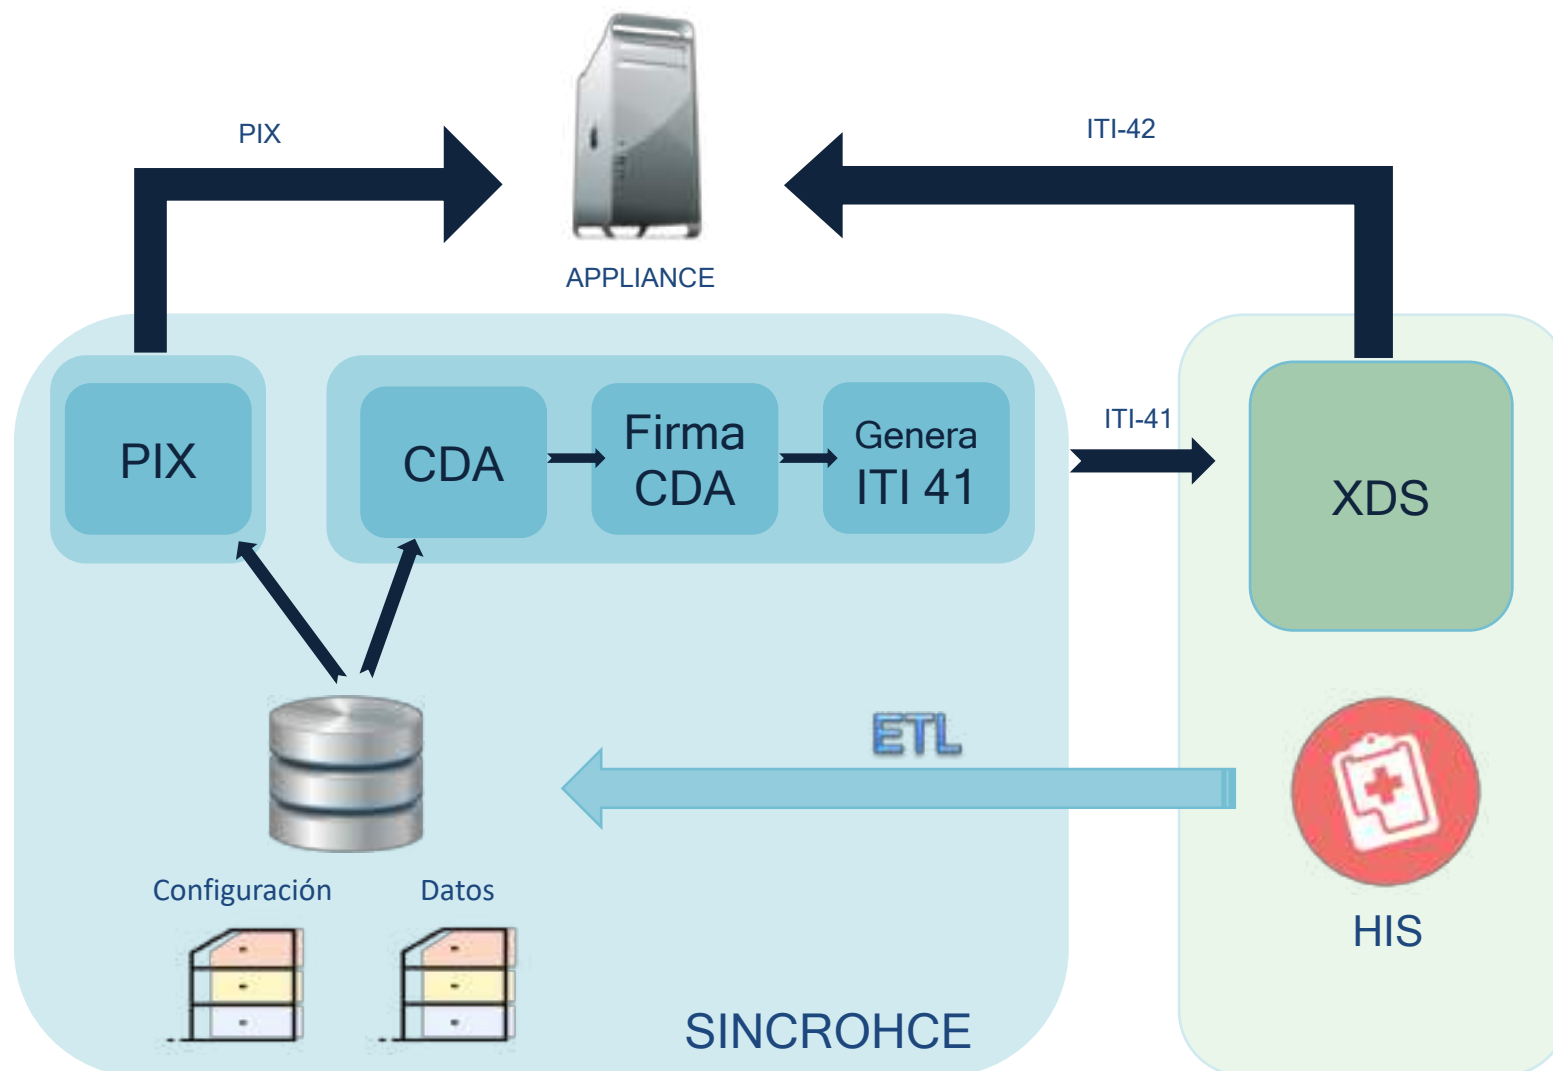 PIX
ITI-42
APPLIANCE
PIX
CDA
Firma
CDA
Genera
ITI 41
ITI-41
XDS
ETL
Configuración
Datos
HIS
SINCROHCE